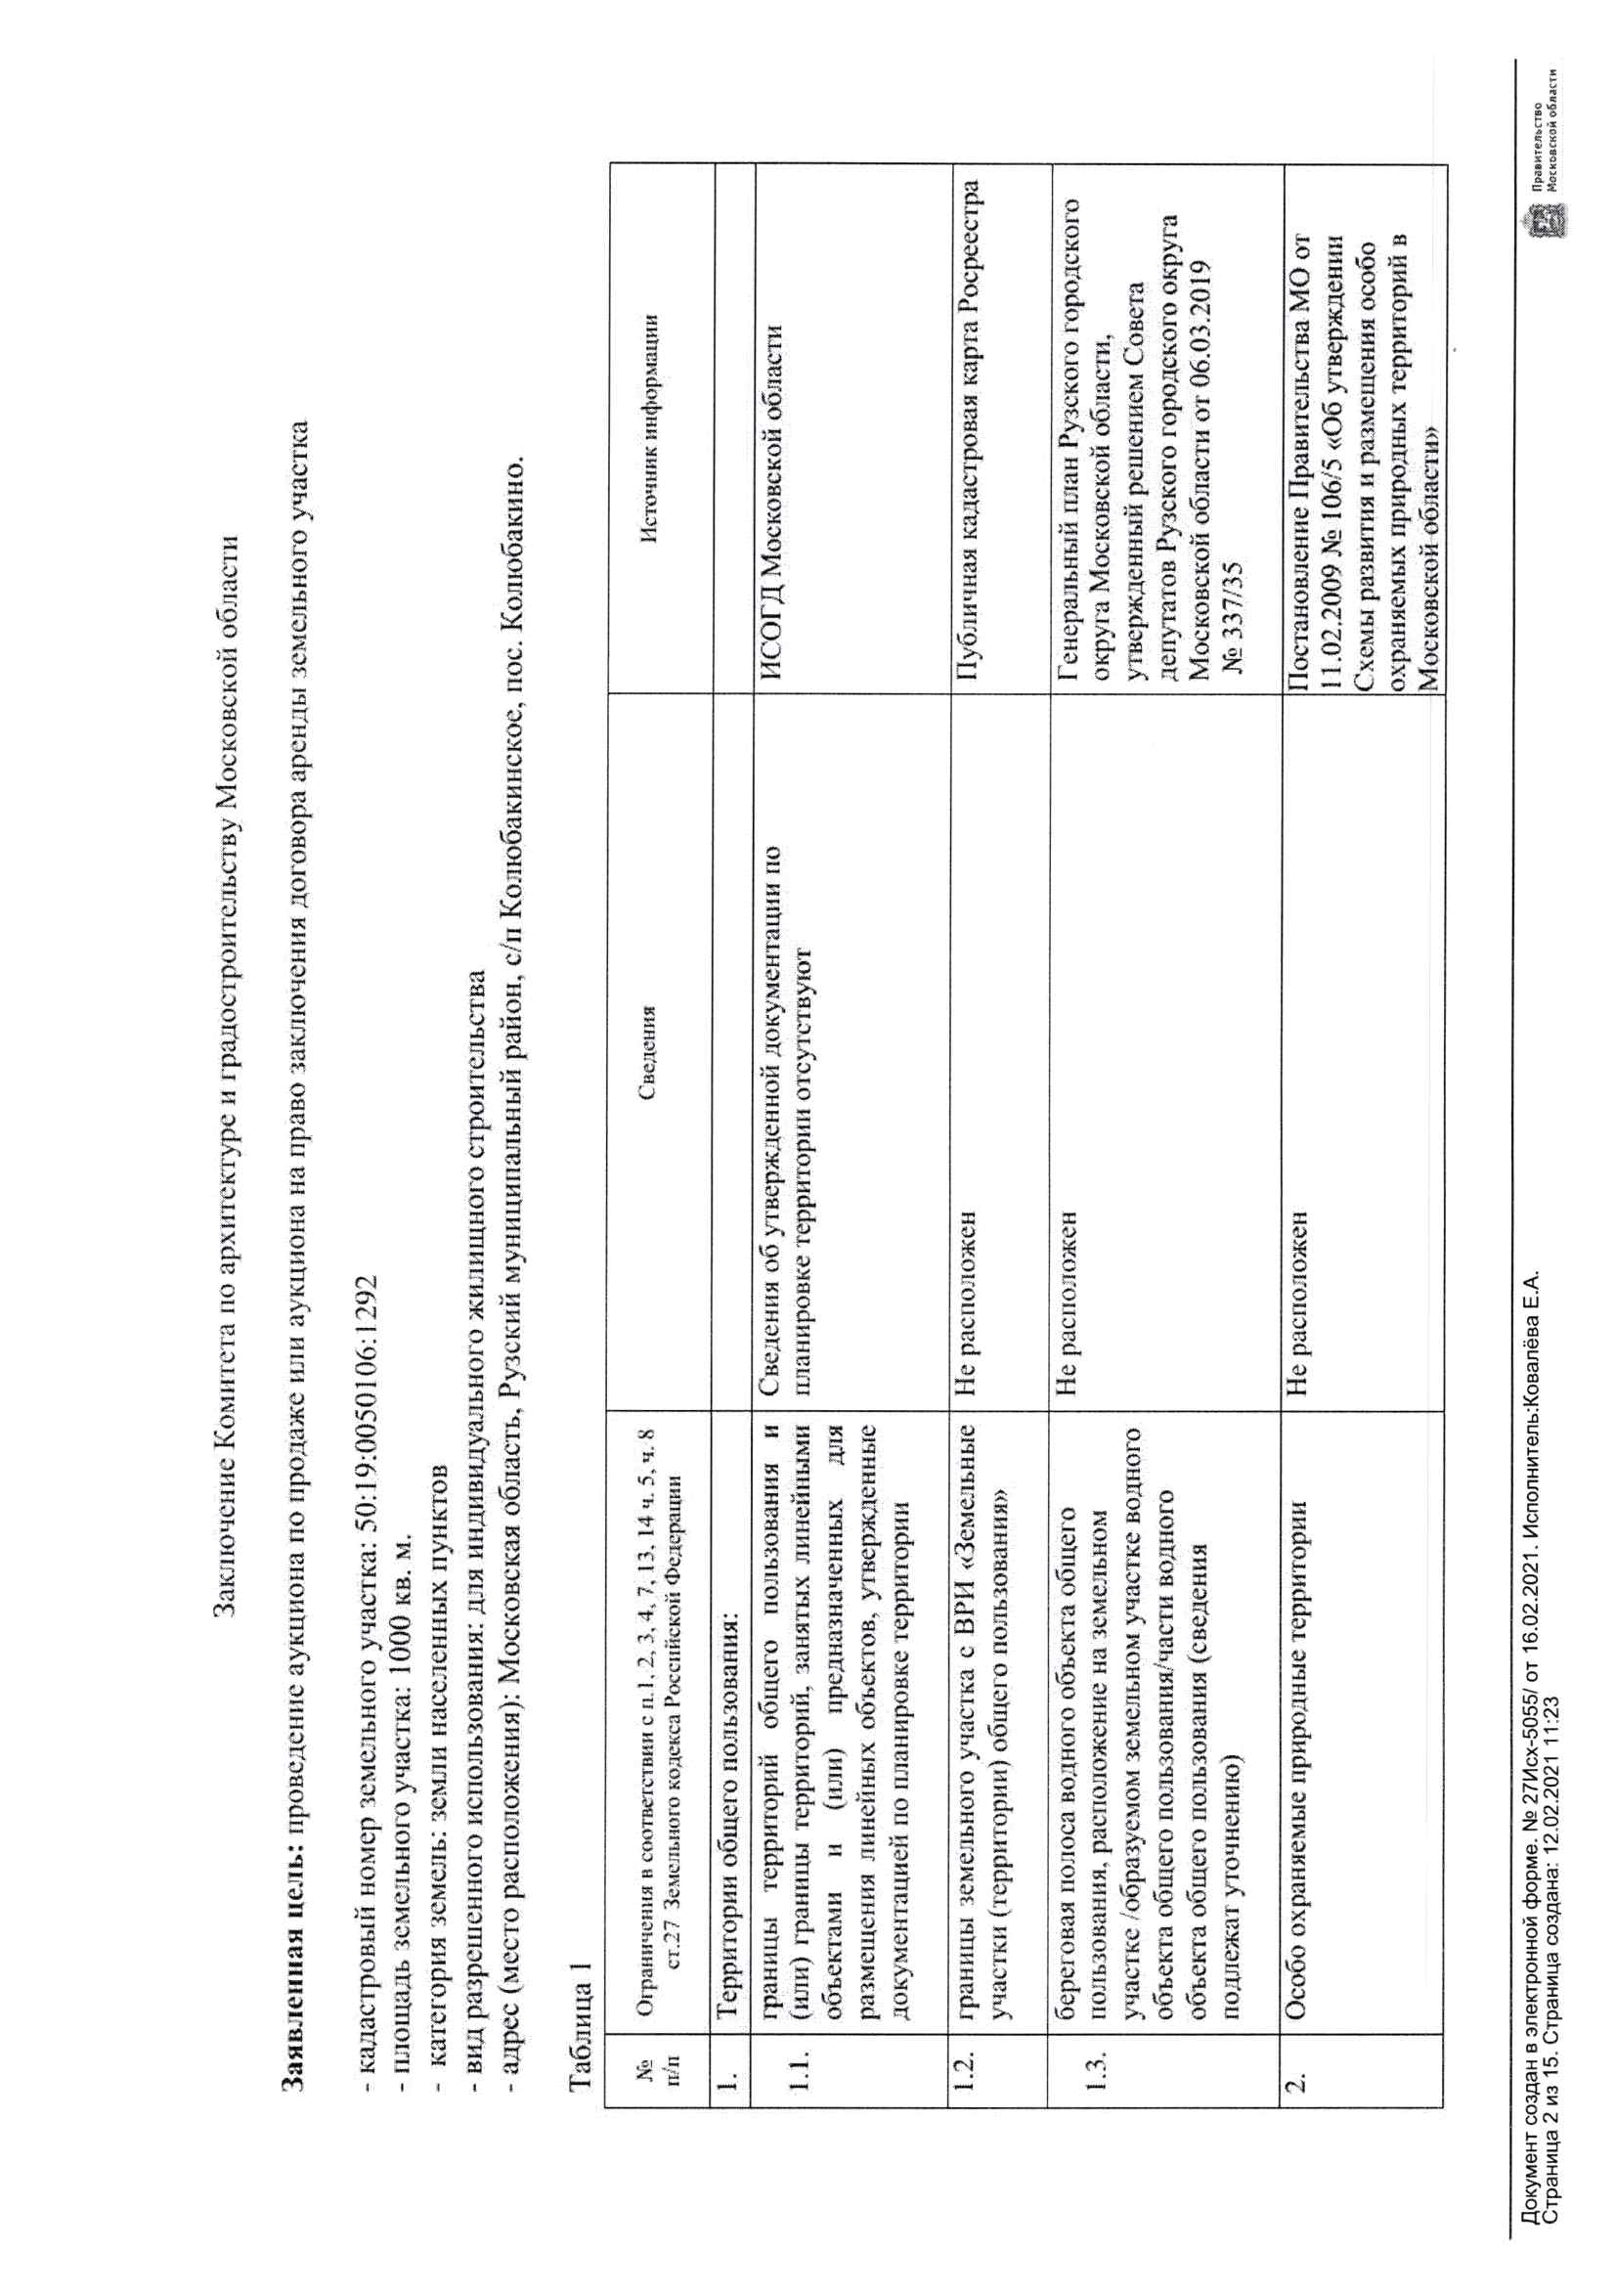 Заключение Комитета по архитектуре и градостроительству Московской области
Заявленная цель: проведение аукциона по продаже или аукциона на право заключения договора аренды земельного участка
- кадастровый номер земельного участка: 50:19:0050106:1292
- площадь земельного участка: 1000 кв. м.
- категория земель: земли населенных пунктов
- вид разрешенного использования: для индивидуального жилищного строительства
- адрес (место расположения): Московская область, Рузский муниципальный район, с/п Колюбакинское, пос. Колюбакино.
Таблица 1
№
п/п
Ограничения в соответствии с п.1, 2, 3, 4, 7, 13, 14 ч. 5, ч. 8
ст.27 Земельного кодекса Российской Федерации
Сведения
Источник информации
1.
Территории общего пользования:
1.1.
границы территорий общего пользования и
(или) границы территорий, занятых линейными
объектами и (или) предназначенных для
размещения линейных объектов, утвержденные
документацией по планировке территории
Сведения об утвержденной документации по
планировке территории отсутствуют
ИСОГД Московской области
1.2.
границы земельного участка с ВРИ «Земельные
участки (территории) общего пользования»
Не расположен
Публичная кадастровая карта Росреестра
1.3.
береговая полоса водного объекта общего
пользования, расположение на земельном
участке /образуемом земельном участке водного
объекта общего пользования/части водного
объекта общего пользования (сведения
подлежат уточнению)
Не расположен
Генеральный план Рузского городского
округа Московской области,
утвержденный решением Совета
депутатов Рузского городского округа
Московской области от 06.03.2019
№ 337/35
2.
Особо охраняемые природные территории
Не расположен
Постановление Правительства МО от
11.02.2009 № 106/5 «Об утверждении
Схемы развития и размещения особо
охраняемых природных территорий в
Московской области»
Документ создан в электронной форме. № 27Исх-5055/ от 16.02.2021. Исполнитель:Ковалёва Е.А.
Страница 2 из 15. Страница создана: 12.02.2021 11:23
Правительство
Московской области